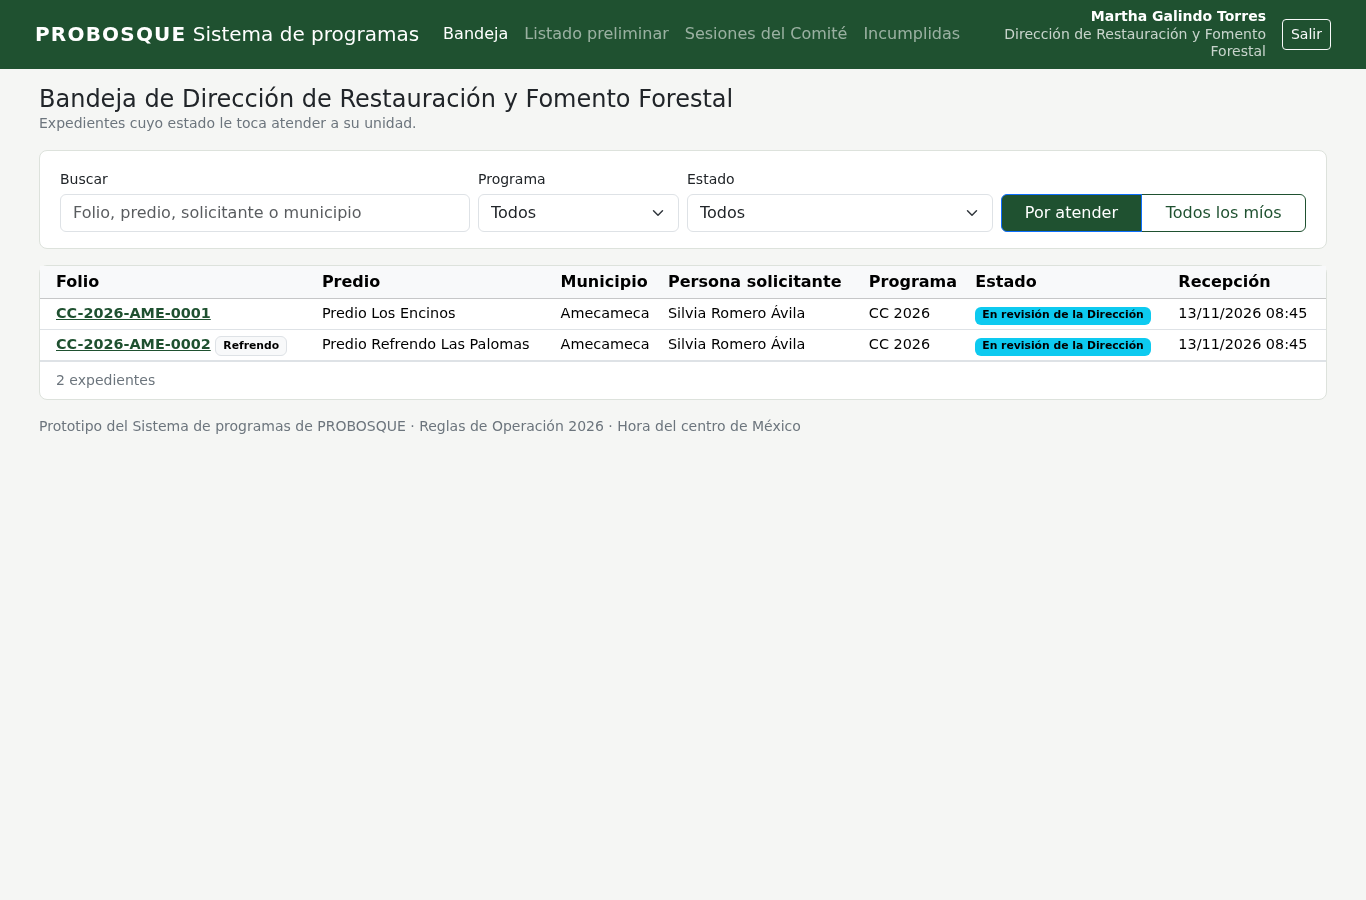 PROBOSQUE Sistema de programas
Bandeja
Listado preliminar
Sesiones del Comité
Incumplidas
Martha Galindo Torres
Dirección de Restauración y Fomento
Forestal
Salir
Bandeja de Dirección de Restauración y Fomento Forestal
Expedientes cuyo estado le toca atender a su unidad.
Buscar
Programa
Estado
Folio, predio, solicitante o municipio
Todos
Todos
Por atender
Todos los míos
Folio Predio Municipio Persona solicitante Programa Estado Recepción
CC-2026-AME-0001 Predio Los Encinos Amecameca Silvia Romero Ávila CC 2026 En revisión de la Dirección 13/11/2026 08:45
CC-2026-AME-0002 Refrendo Predio Refrendo Las Palomas Amecameca Silvia Romero Ávila CC 2026 En revisión de la Dirección 13/11/2026 08:45
2 expedientes
Prototipo del Sistema de programas de PROBOSQUE · Reglas de Operación 2026 · Hora del centro de México